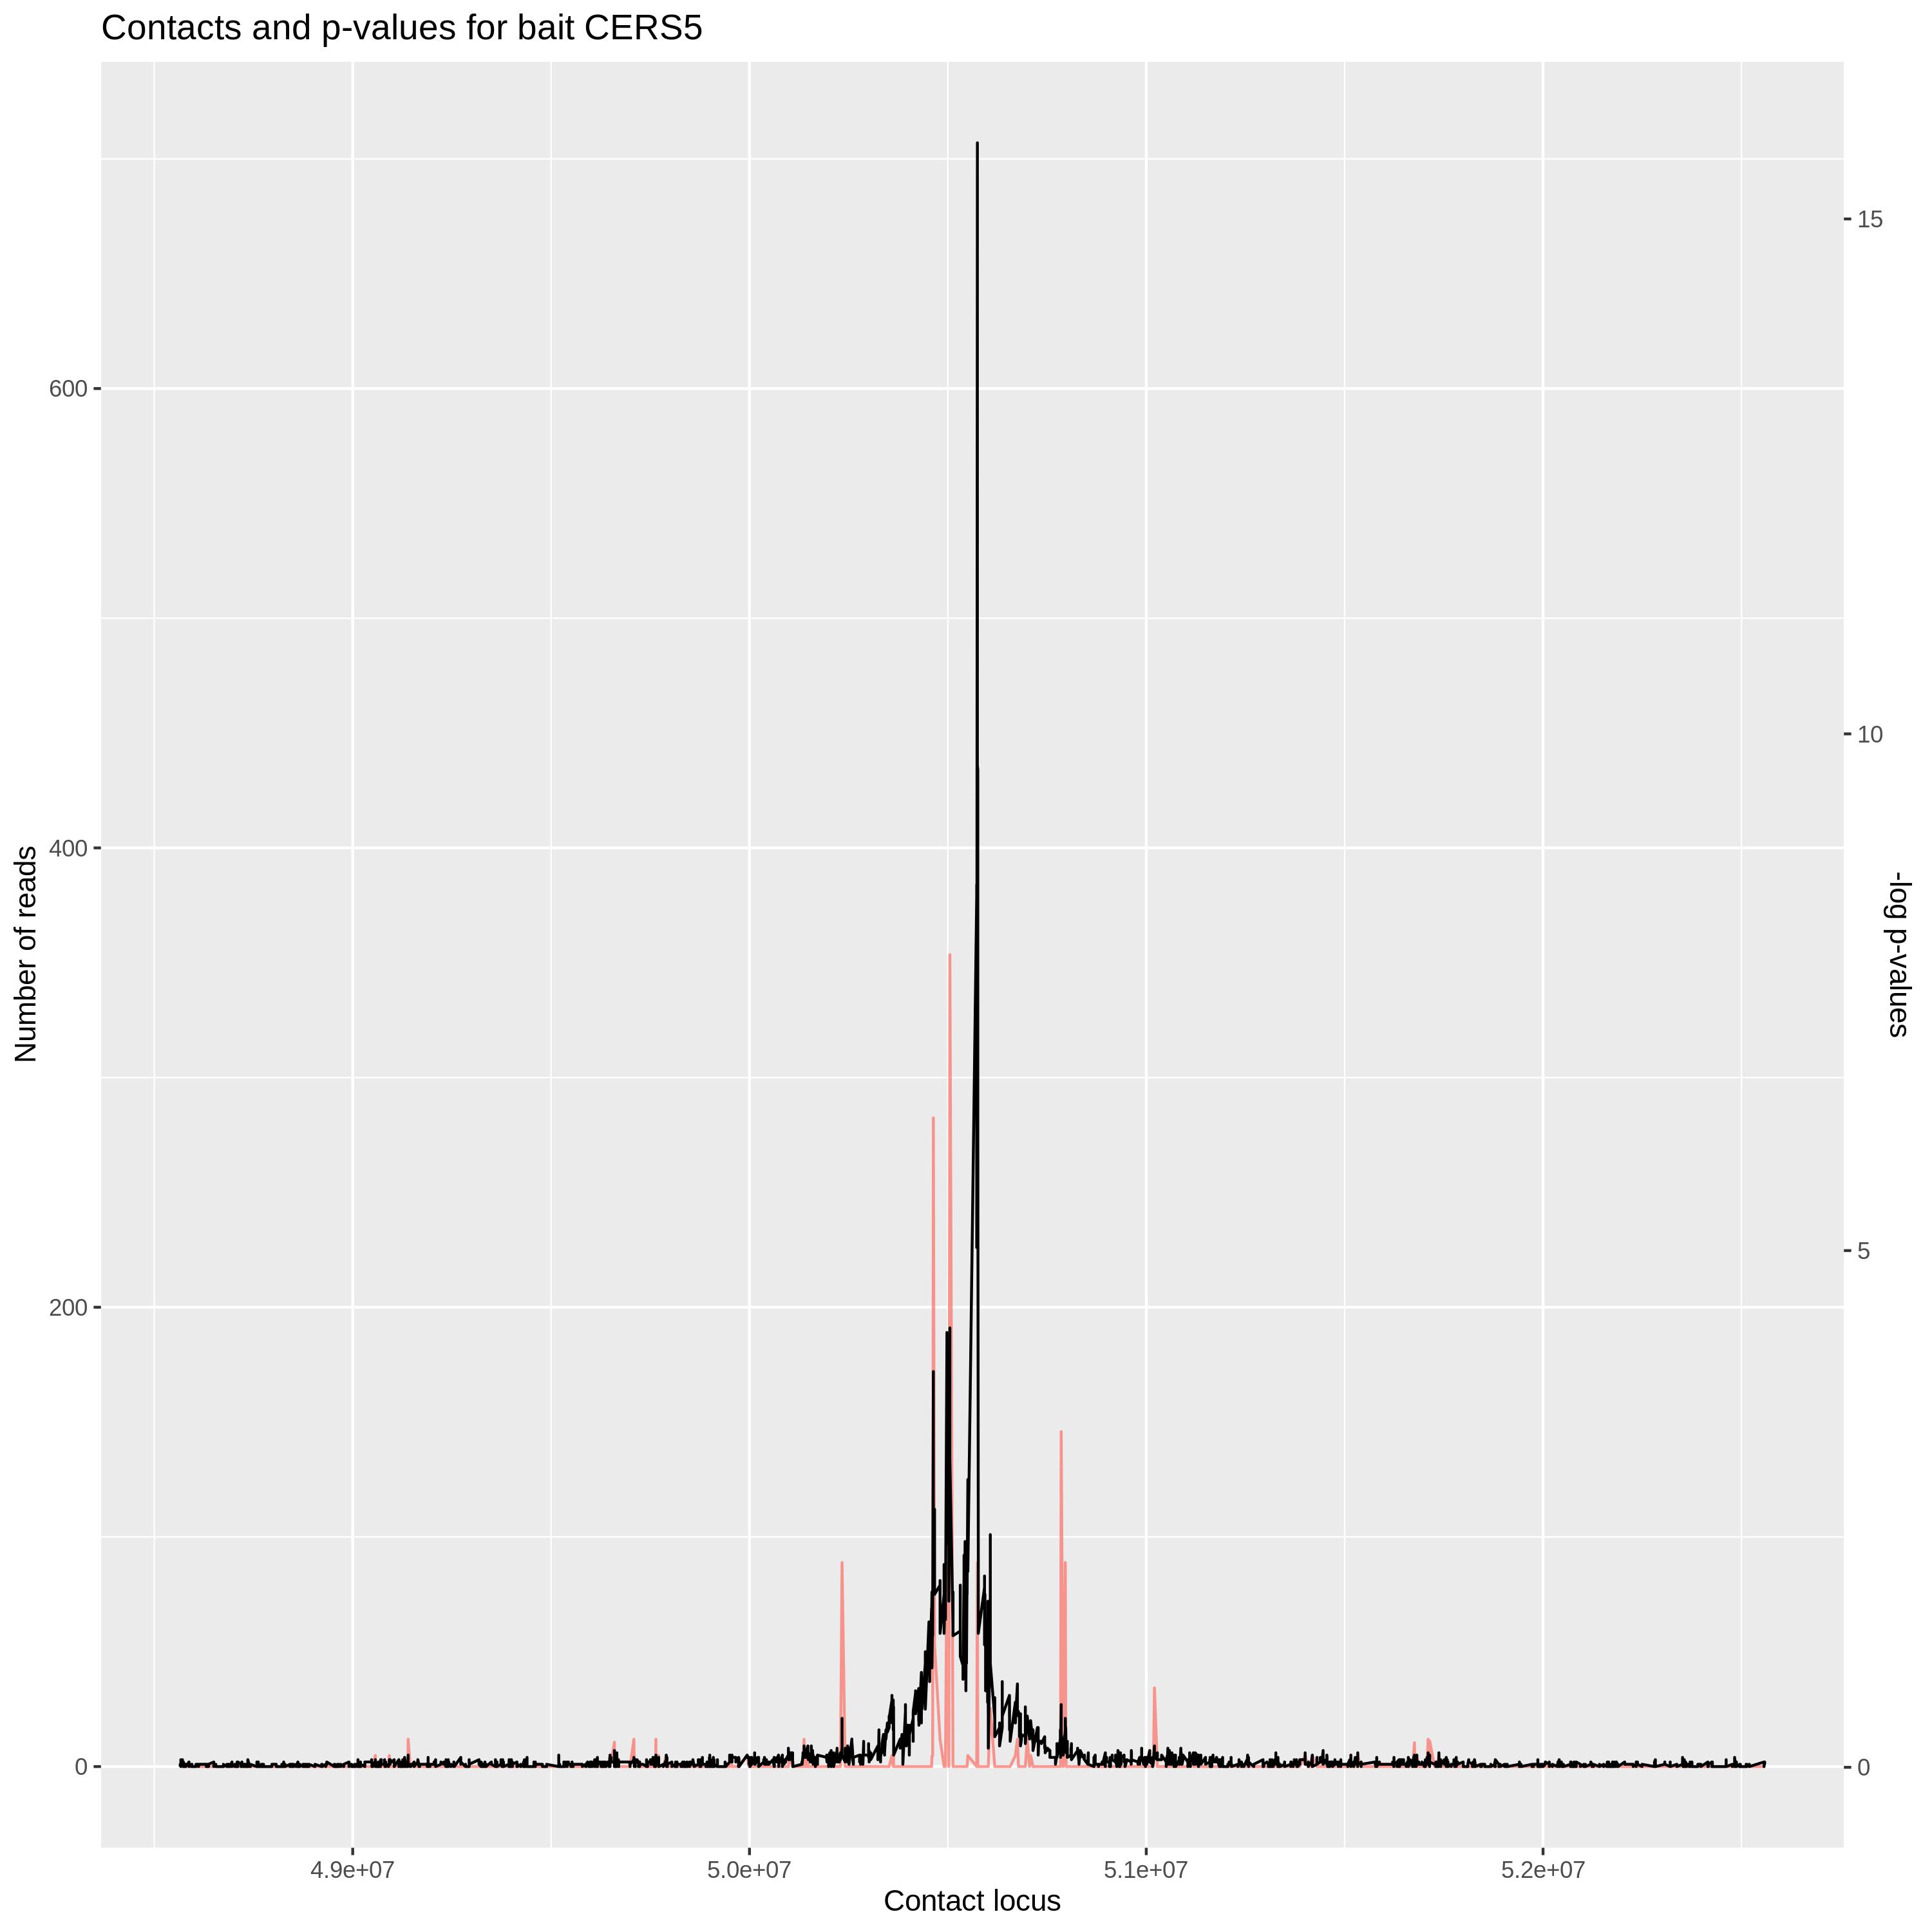 Contacts and p-values for bait CERS5
Number of reads
600
400
200
0
-log p-values
15
10
5
0
4.9e+07
5.0e+07
5.1e+07
5.2e+07
Contact locus